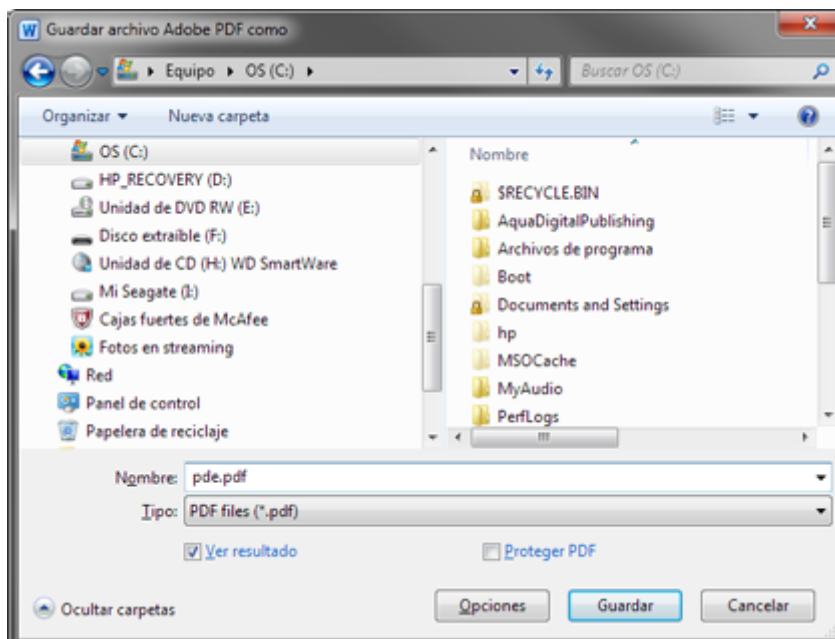 Guardar archivo Adobe PDF como
Equipo OS (C:)
Buscar OS (C:)
Organizar Nueva carpeta
OS (C:)
HP_RECOVERY (D:)
Unidad de DVD RW (E:)
Disco extraíble (F:)
Unidad de CD (H:) WD SmartWare
Mi Seagate (I:)
Cajas fuertes de McAfee
Fotos en streaming
Red
Panel de control
Papelera de reciclaje
Nombre
$RECYCLE.BIN
AquaDigitalPublishing
Archivos de programa
Boot
Documents and Settings
hp
MSOCache
MyAudio
PerfLogs
Nombre: pde.pdf
Tipo: PDF files (*.pdf)
Ver resultado Proteger PDF
Ocultar carpetas Opciones Guardar Cancelar